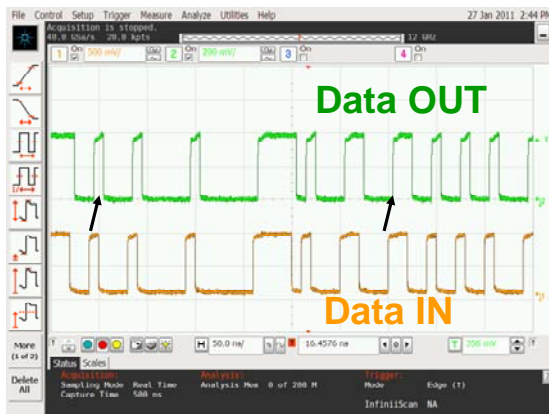 File Control Setup Trigger Measure Analyze Utilities Help 27 Jan 2011 2:44 PM
Acquisition is stopped.
40.0 GSa/s 20.0 kpts 12 GHz
1 On 500 mV/ 2 On 200 mV/ 3 On 4 On
Data OUT
Data IN
More
(1 of 2)
Delete
All
H 50.0 ns/ 16.4576 ns 0 T
Status Scales
Acquisition: Analysis: Trigger:
Sampling Mode Real Time Analysis Mem 0 of 200 M Mode Edge (T)
Capture Time 500 ns
InfiniiScan NA